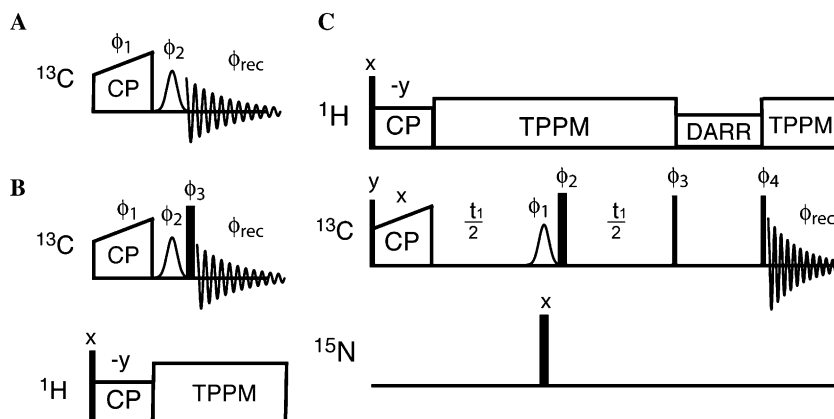 A
ϕ1 ϕ2 ϕrec
13C CP
B
ϕ1 ϕ2 ϕ3 ϕrec
13C CP
x -y
1H CP TPPM
C
x -y
1H CP TPPM DARR TPPM
y x t1/2 ϕ1 ϕ2 t1/2 ϕ3 ϕ4 ϕrec
13C CP
x
15N